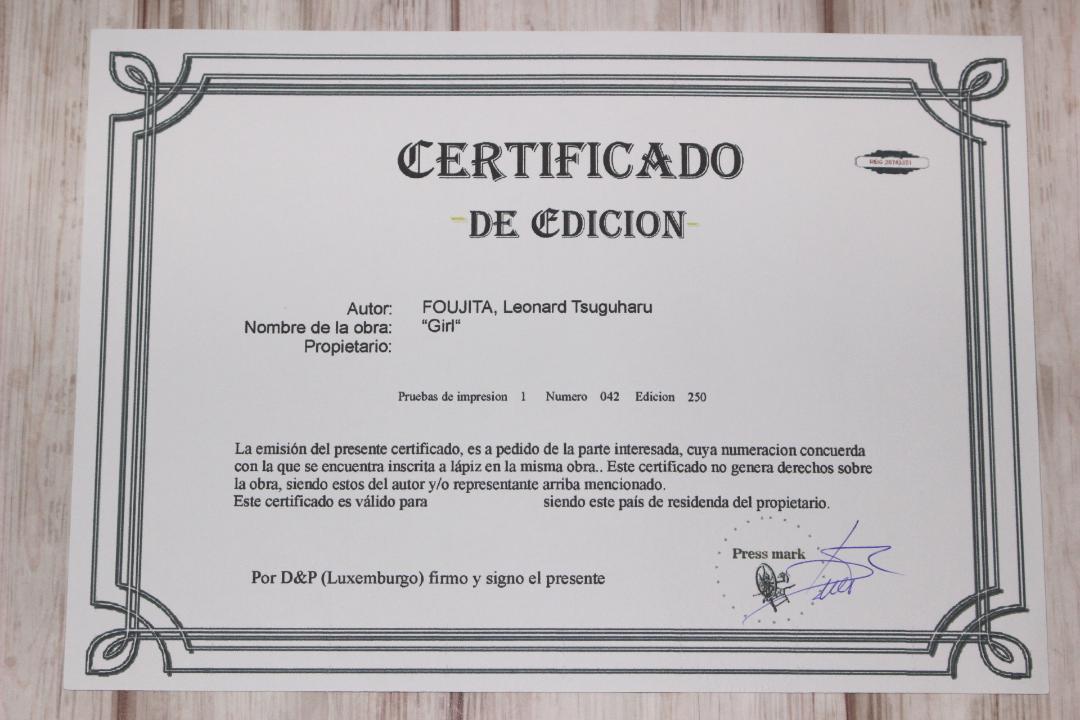 CERTIFICADO
-DE EDICION-
Autor: FOUJITA, Leonard Tsuguharu
Nombre de la obra: "Girl"
Propietario:
Pruebas de impresion 1 Numero 042 Edicion 250
La emisión del presente certificado, es a pedido de la parte interesada, cuya numeracion concuerda
con la que se encuentra inscrita a lápiz en la misma obra.. Este certificado no genera derechos sobre
la obra, siendo estos del autor y/o representante arriba mencionado.
Este certificado es válido para siendo este país de residenda del propietario.
Press mark
Por D&P (Luxemburgo) firmo y signo el presente